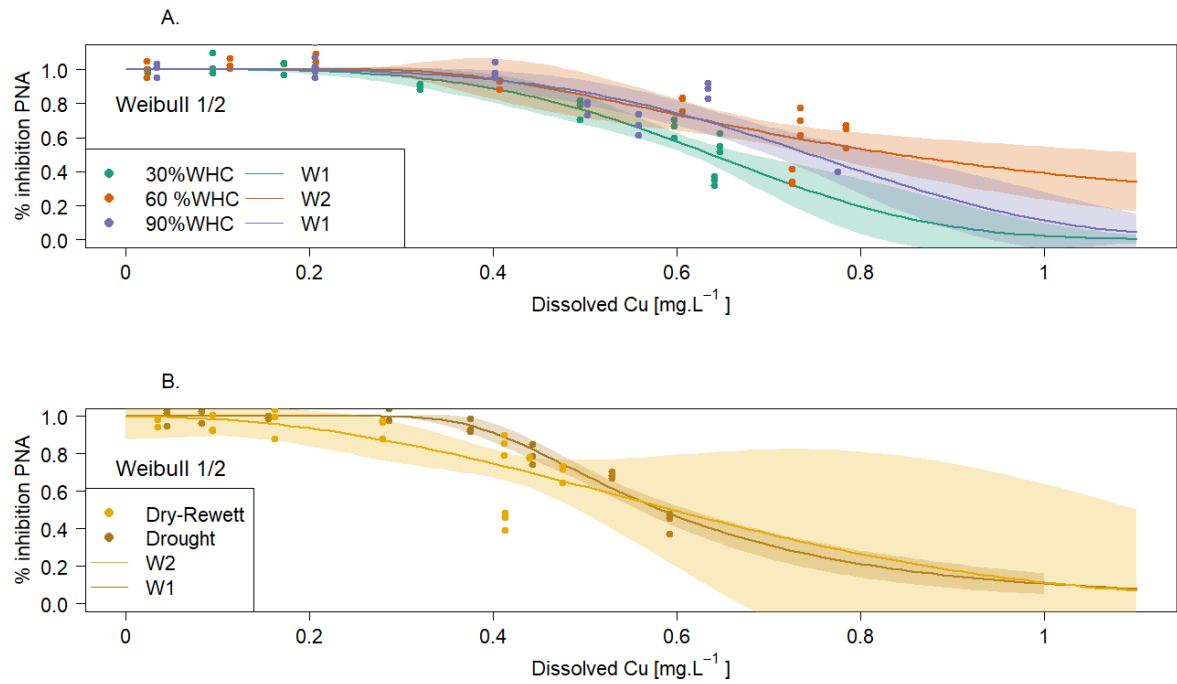 A.
% inhibition PNA
1.0
0.8
0.6
0.4
0.2
0.0
Weibull 1/2
30%WHC W1
60 %WHC W2
90%WHC W1
0 0.2 0.4 0.6 0.8 1
Dissolved Cu [mg.L⁻¹ ]
B.
% inhibition PNA
1.0
0.8
0.6
0.4
0.2
0.0
Weibull 1/2
Dry-Rewett
Drought
W2
W1
0 0.2 0.4 0.6 0.8 1
Dissolved Cu [mg.L⁻¹ ]